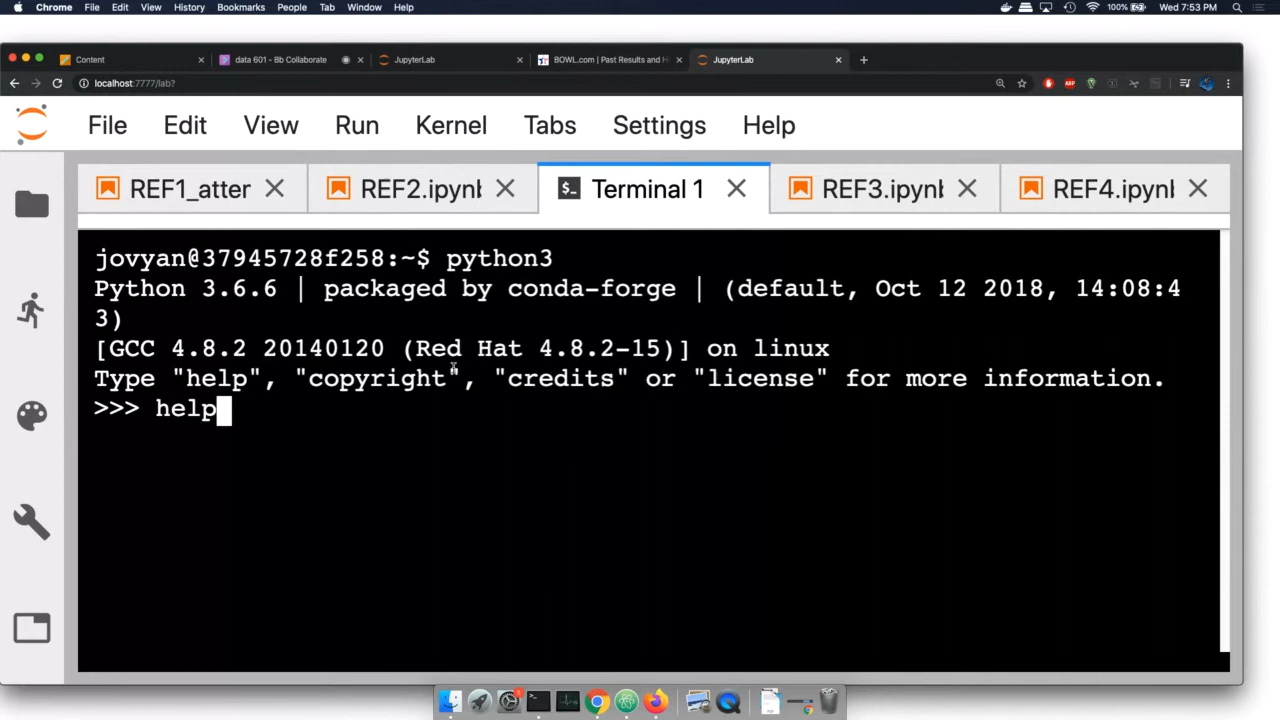 Chrome File Edit View History Bookmarks People Tab Window Help 100% Wed 7:53 PM
Content data 601 - Bb Collaborate JupyterLab BOWL.com | Past Results and H JupyterLab
localhost:7777/lab?
File Edit View Run Kernel Tabs Settings Help
REF1_atter REF2.ipynb Terminal 1 REF3.ipynb REF4.ipynb
jovyan@37945728f258:~$ python3
Python 3.6.6 | packaged by conda-forge | (default, Oct 12 2018, 14:08:4
3)
[GCC 4.8.2 20140120 (Red Hat 4.8.2-15)] on linux
Type "help", "copyright", "credits" or "license" for more information.
>>> help